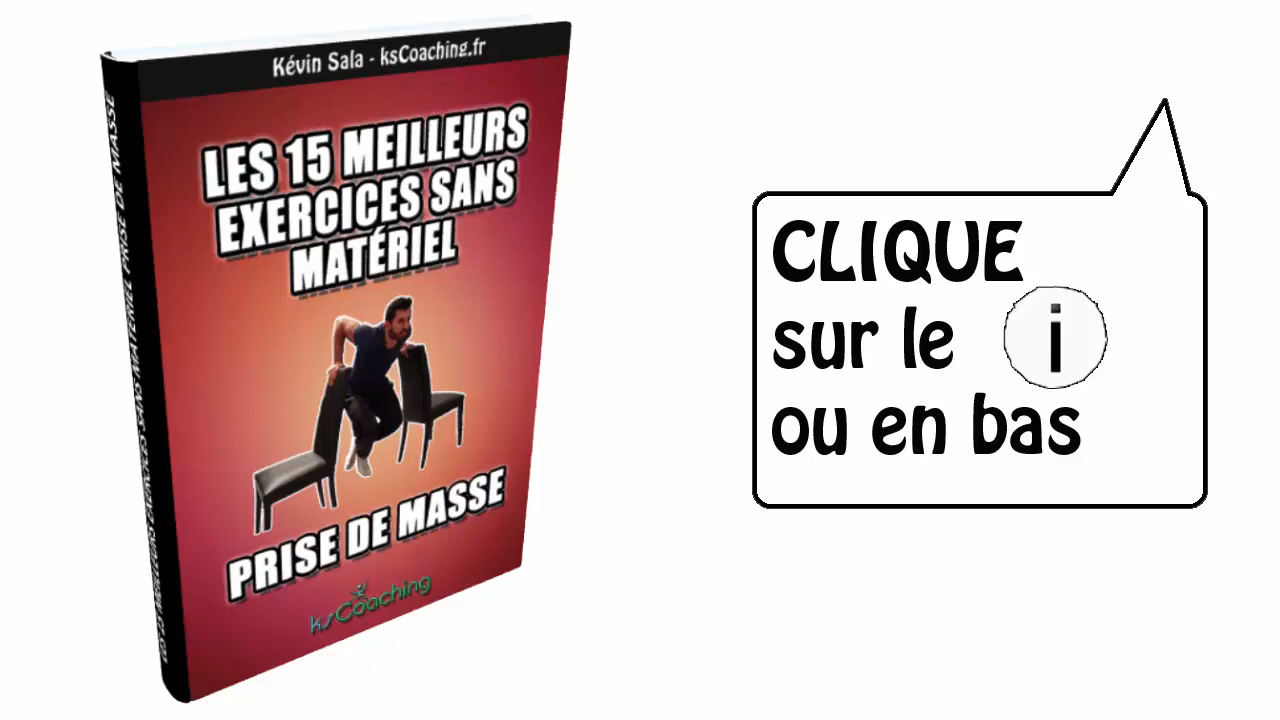 Kévin Sala - ksCoaching.fr
LES 15 MEILLEURS
EXERCICES SANS
MATÉRIEL
PRISE DE MASSE
ksCoaching
LES 15 MEILLEURS EXERCICES SANS MATÉRIEL PRISE DE MASSE
CLIQUE
sur le i
ou en bas